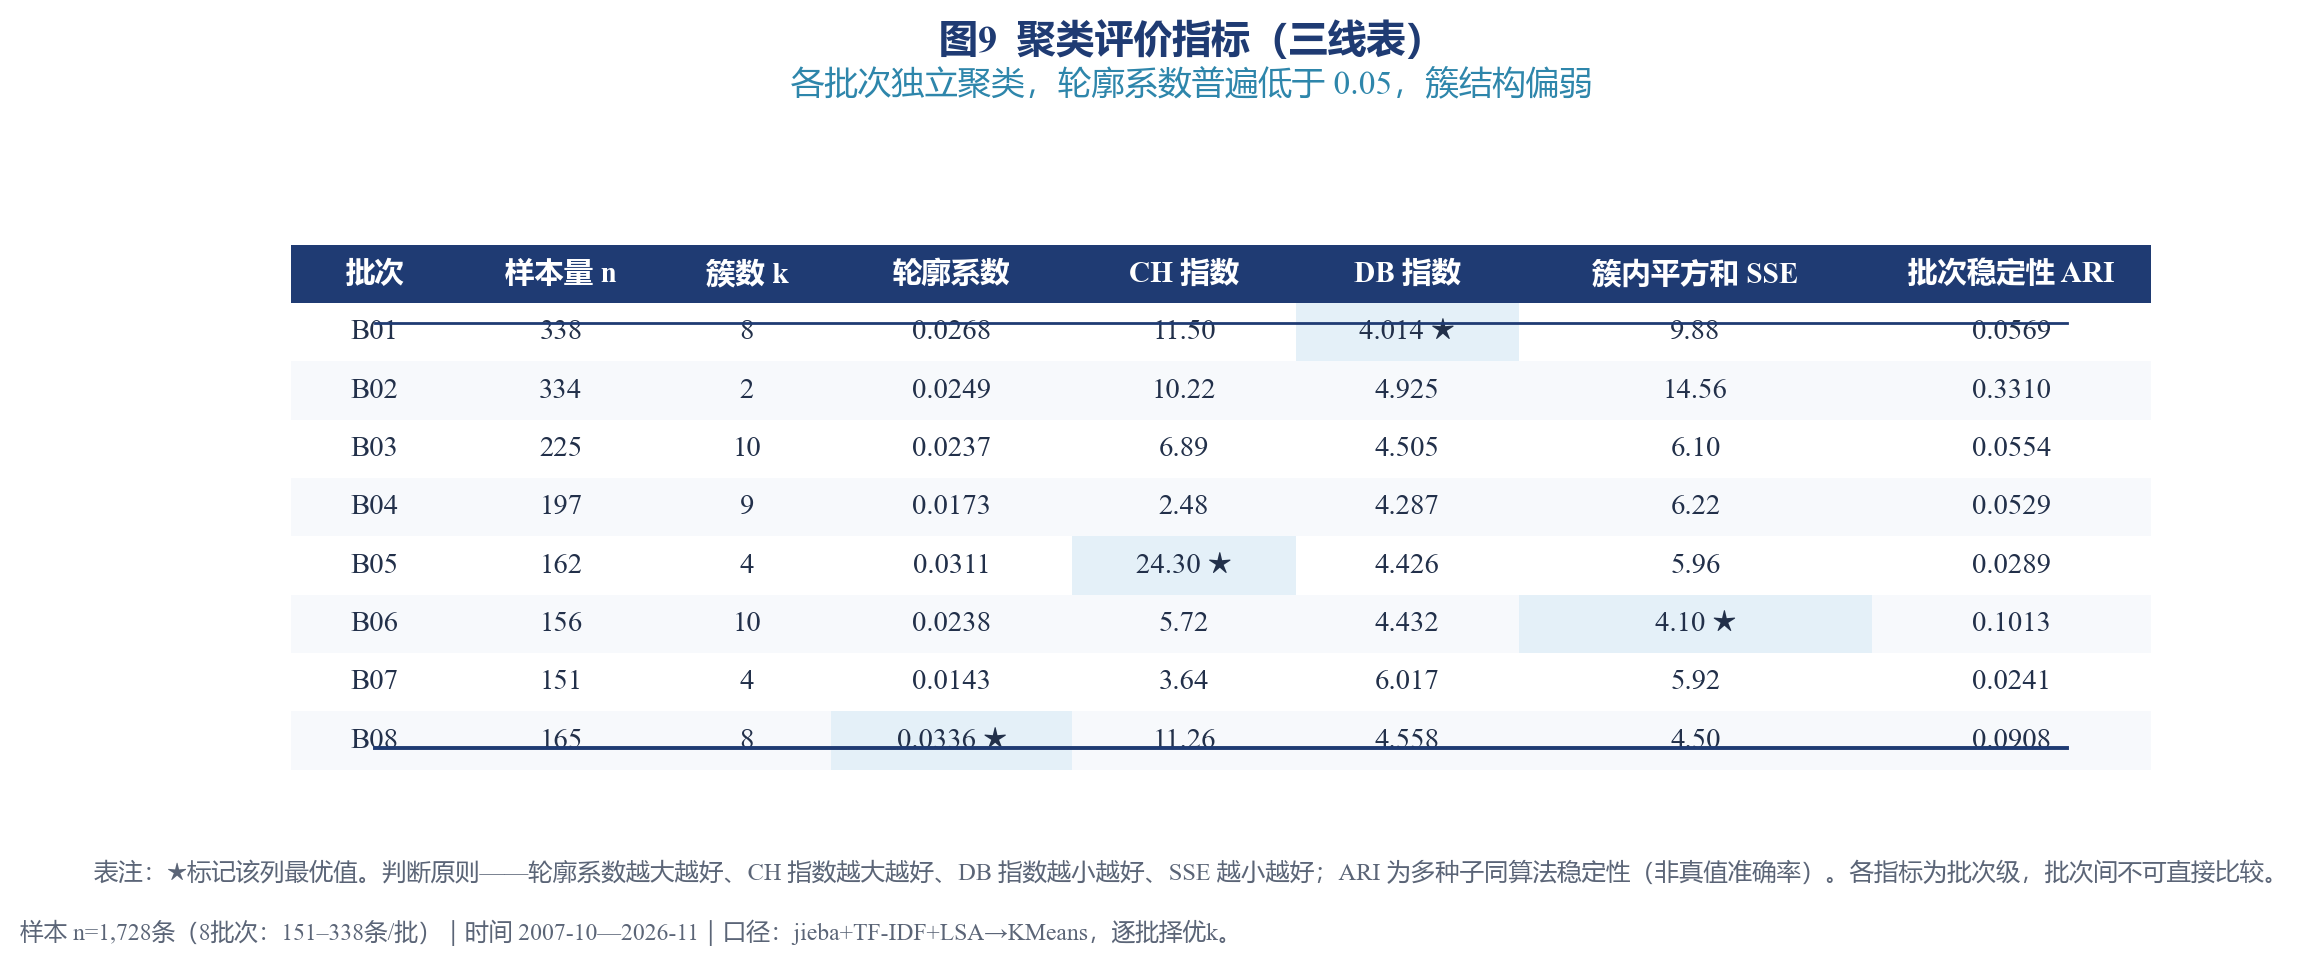 图9 聚类评价指标（三线表）
各批次独立聚类，轮廓系数普遍低于 0.05，簇结构偏弱
批次 样本量 n 簇数 k 轮廓系数 CH 指数 DB 指数 簇内平方和 SSE 批次稳定性 ARI
B01 338 8 0.0268 11.50 4.014 ★ 9.88 0.0569
B02 334 2 0.0249 10.22 4.925 14.56 0.3310
B03 225 10 0.0237 6.89 4.505 6.10 0.0554
B04 197 9 0.0173 2.48 4.287 6.22 0.0529
B05 162 4 0.0311 24.30 ★ 4.426 5.96 0.0289
B06 156 10 0.0238 5.72 4.432 4.10 ★ 0.1013
B07 151 4 0.0143 3.64 6.017 5.92 0.0241
B08 165 8 0.0336 ★ 11.26 4.558 4.50 0.0908
表注：★标记该列最优值。判断原则——轮廓系数越大越好、CH 指数越大越好、DB 指数越小越好、SSE 越小越好；ARI 为多种子同算法稳定性（非真值准确率）。各指标为批次级，批次间不可直接比较。
样本 n=1,728条（8批次：151–338条/批）｜时间 2007-10—2026-11｜口径：jieba+TF-IDF+LSA→KMeans，逐批择优k。